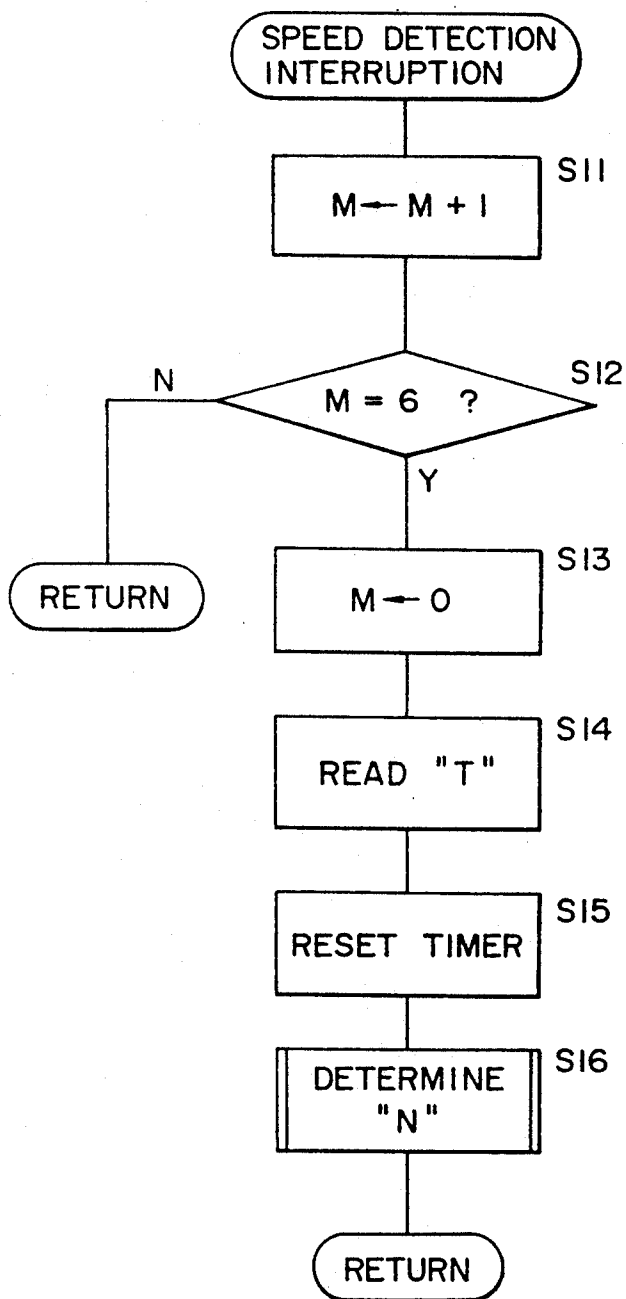 SPEED DETECTION
INTERRUPTION
S11
M ← M + 1
S12
M = 6 ?
N
Y
RETURN
S13
M ← 0
S14
READ "T"
S15
RESET TIMER
S16
DETERMINE
"N"
RETURN